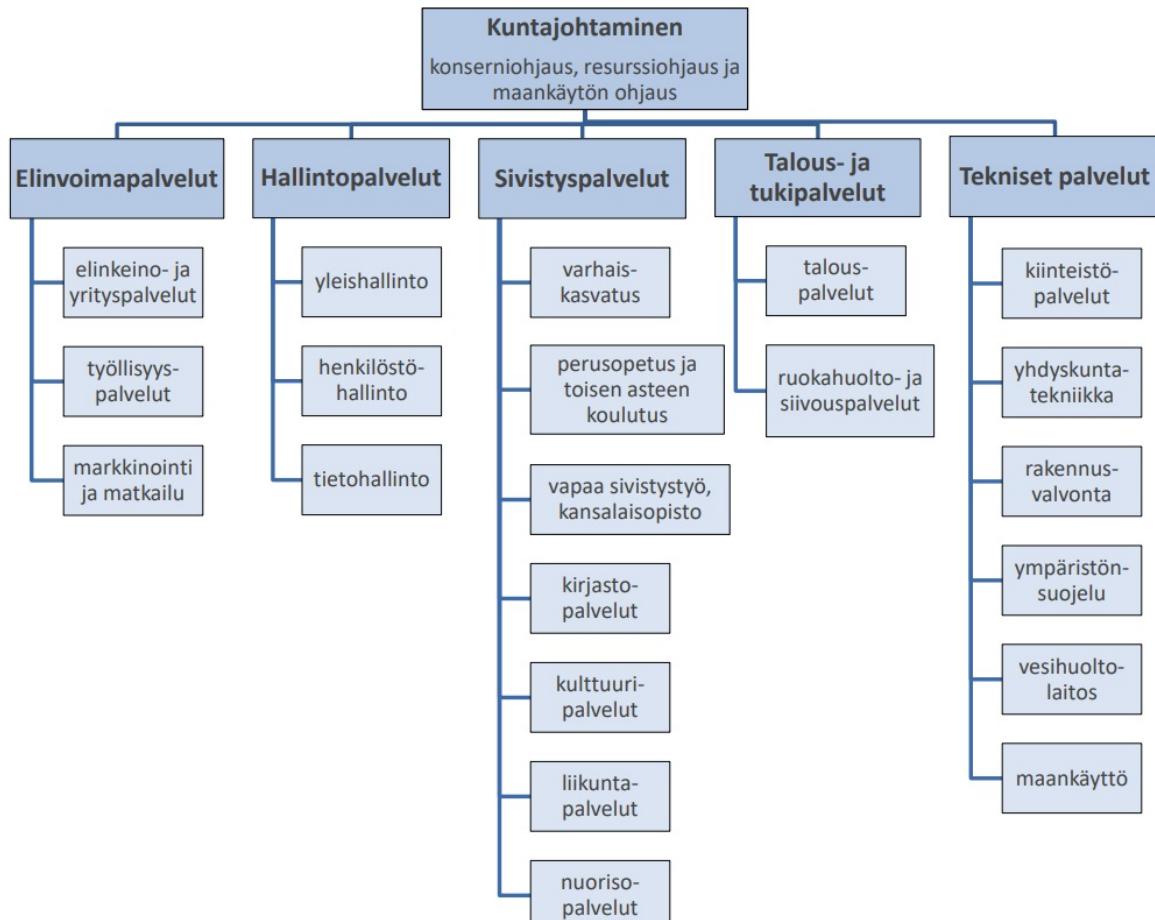 Kuntajohtaminen
konserniohjaus, resurssiohjaus ja
maankäytön ohjaus
Elinvoimapalvelut
elinkeino- ja
yrityspalvelut
työllisyys-
palvelut
markkinointi
ja matkailu
Hallintopalvelut
yleishallinto
henkilöstö-
hallinto
tietohallinto
Sivistyspalvelut
varhais-
kasvatus
perusopetus ja
toisen asteen
koulutus
vapaa sivistystyö,
kansalaisopisto
kirjasto-
palvelut
kulttuuri-
palvelut
liikunta-
palvelut
nuoriso-
palvelut
Talous- ja
tukipalvelut
talous-
palvelut
ruokahuolto- ja
siivouspalvelut
Tekniset palvelut
kiinteistö-
palvelut
yhdyskunta-
tekniikka
rakennus-
valvonta
ympäristön-
suojelu
vesihuolto-
laitos
maankäyttö